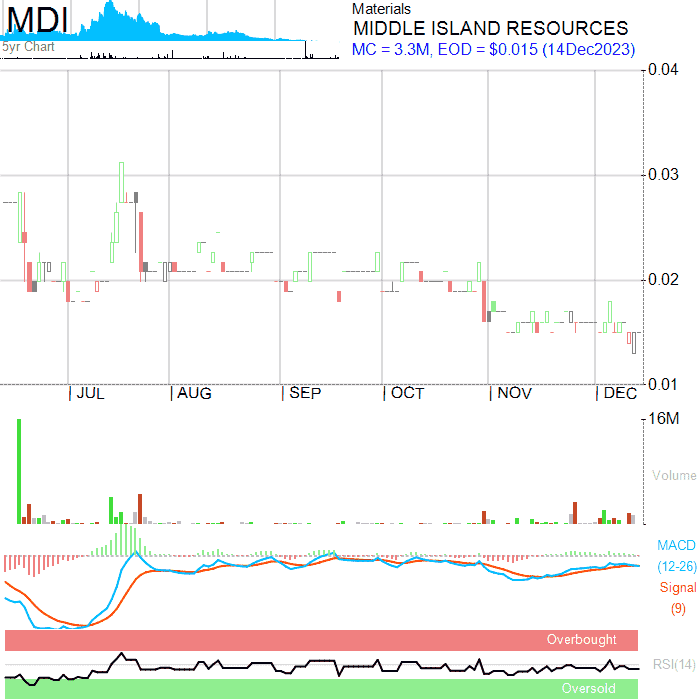 MDI
5yr Chart
Materials
MIDDLE ISLAND RESOURCES
MC = 3.3M, EOD = $0.015 (14Dec2023)
0.04
0.03
0.02
0.01
JUL
AUG
SEP
OCT
NOV
DEC
16M
Volume
MACD
(12-26)
Signal
(9)
Overbought
RSI(14)
Oversold